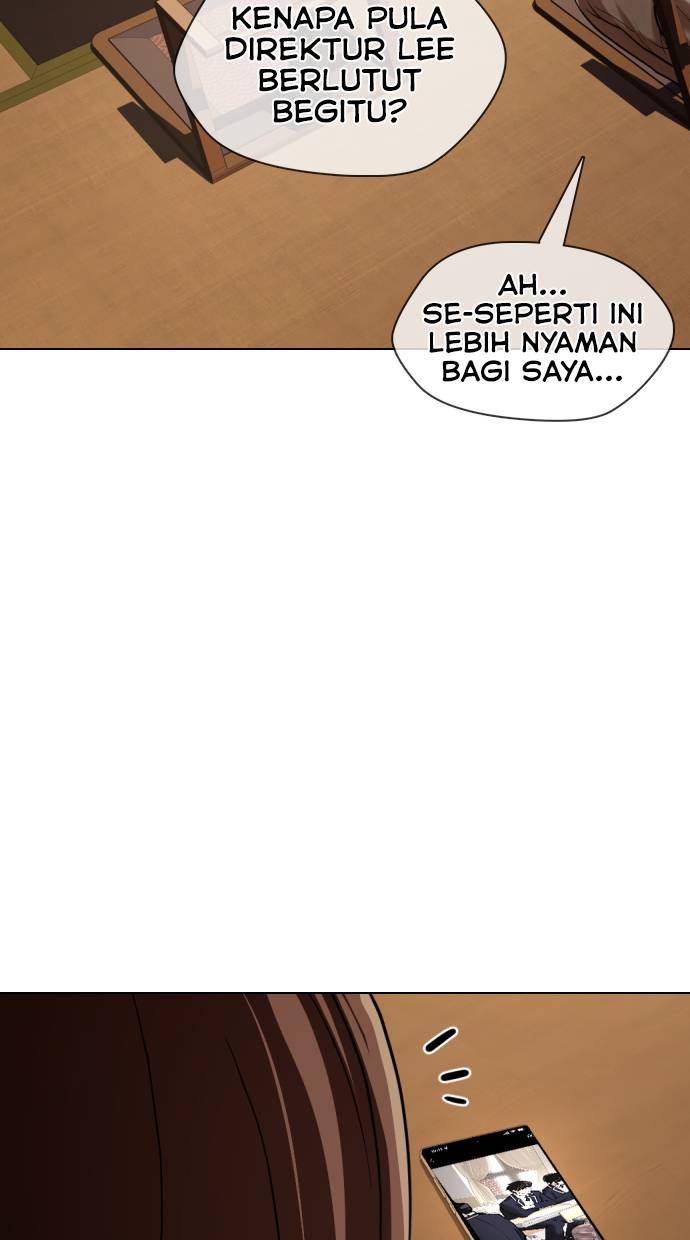 KENAPA PULA
DIREKTUR LEE
BERLUTUT
BEGITU?
AH...
SE-SEPERTI INI
LEBIH NYAMAN
BAGI SAYA...